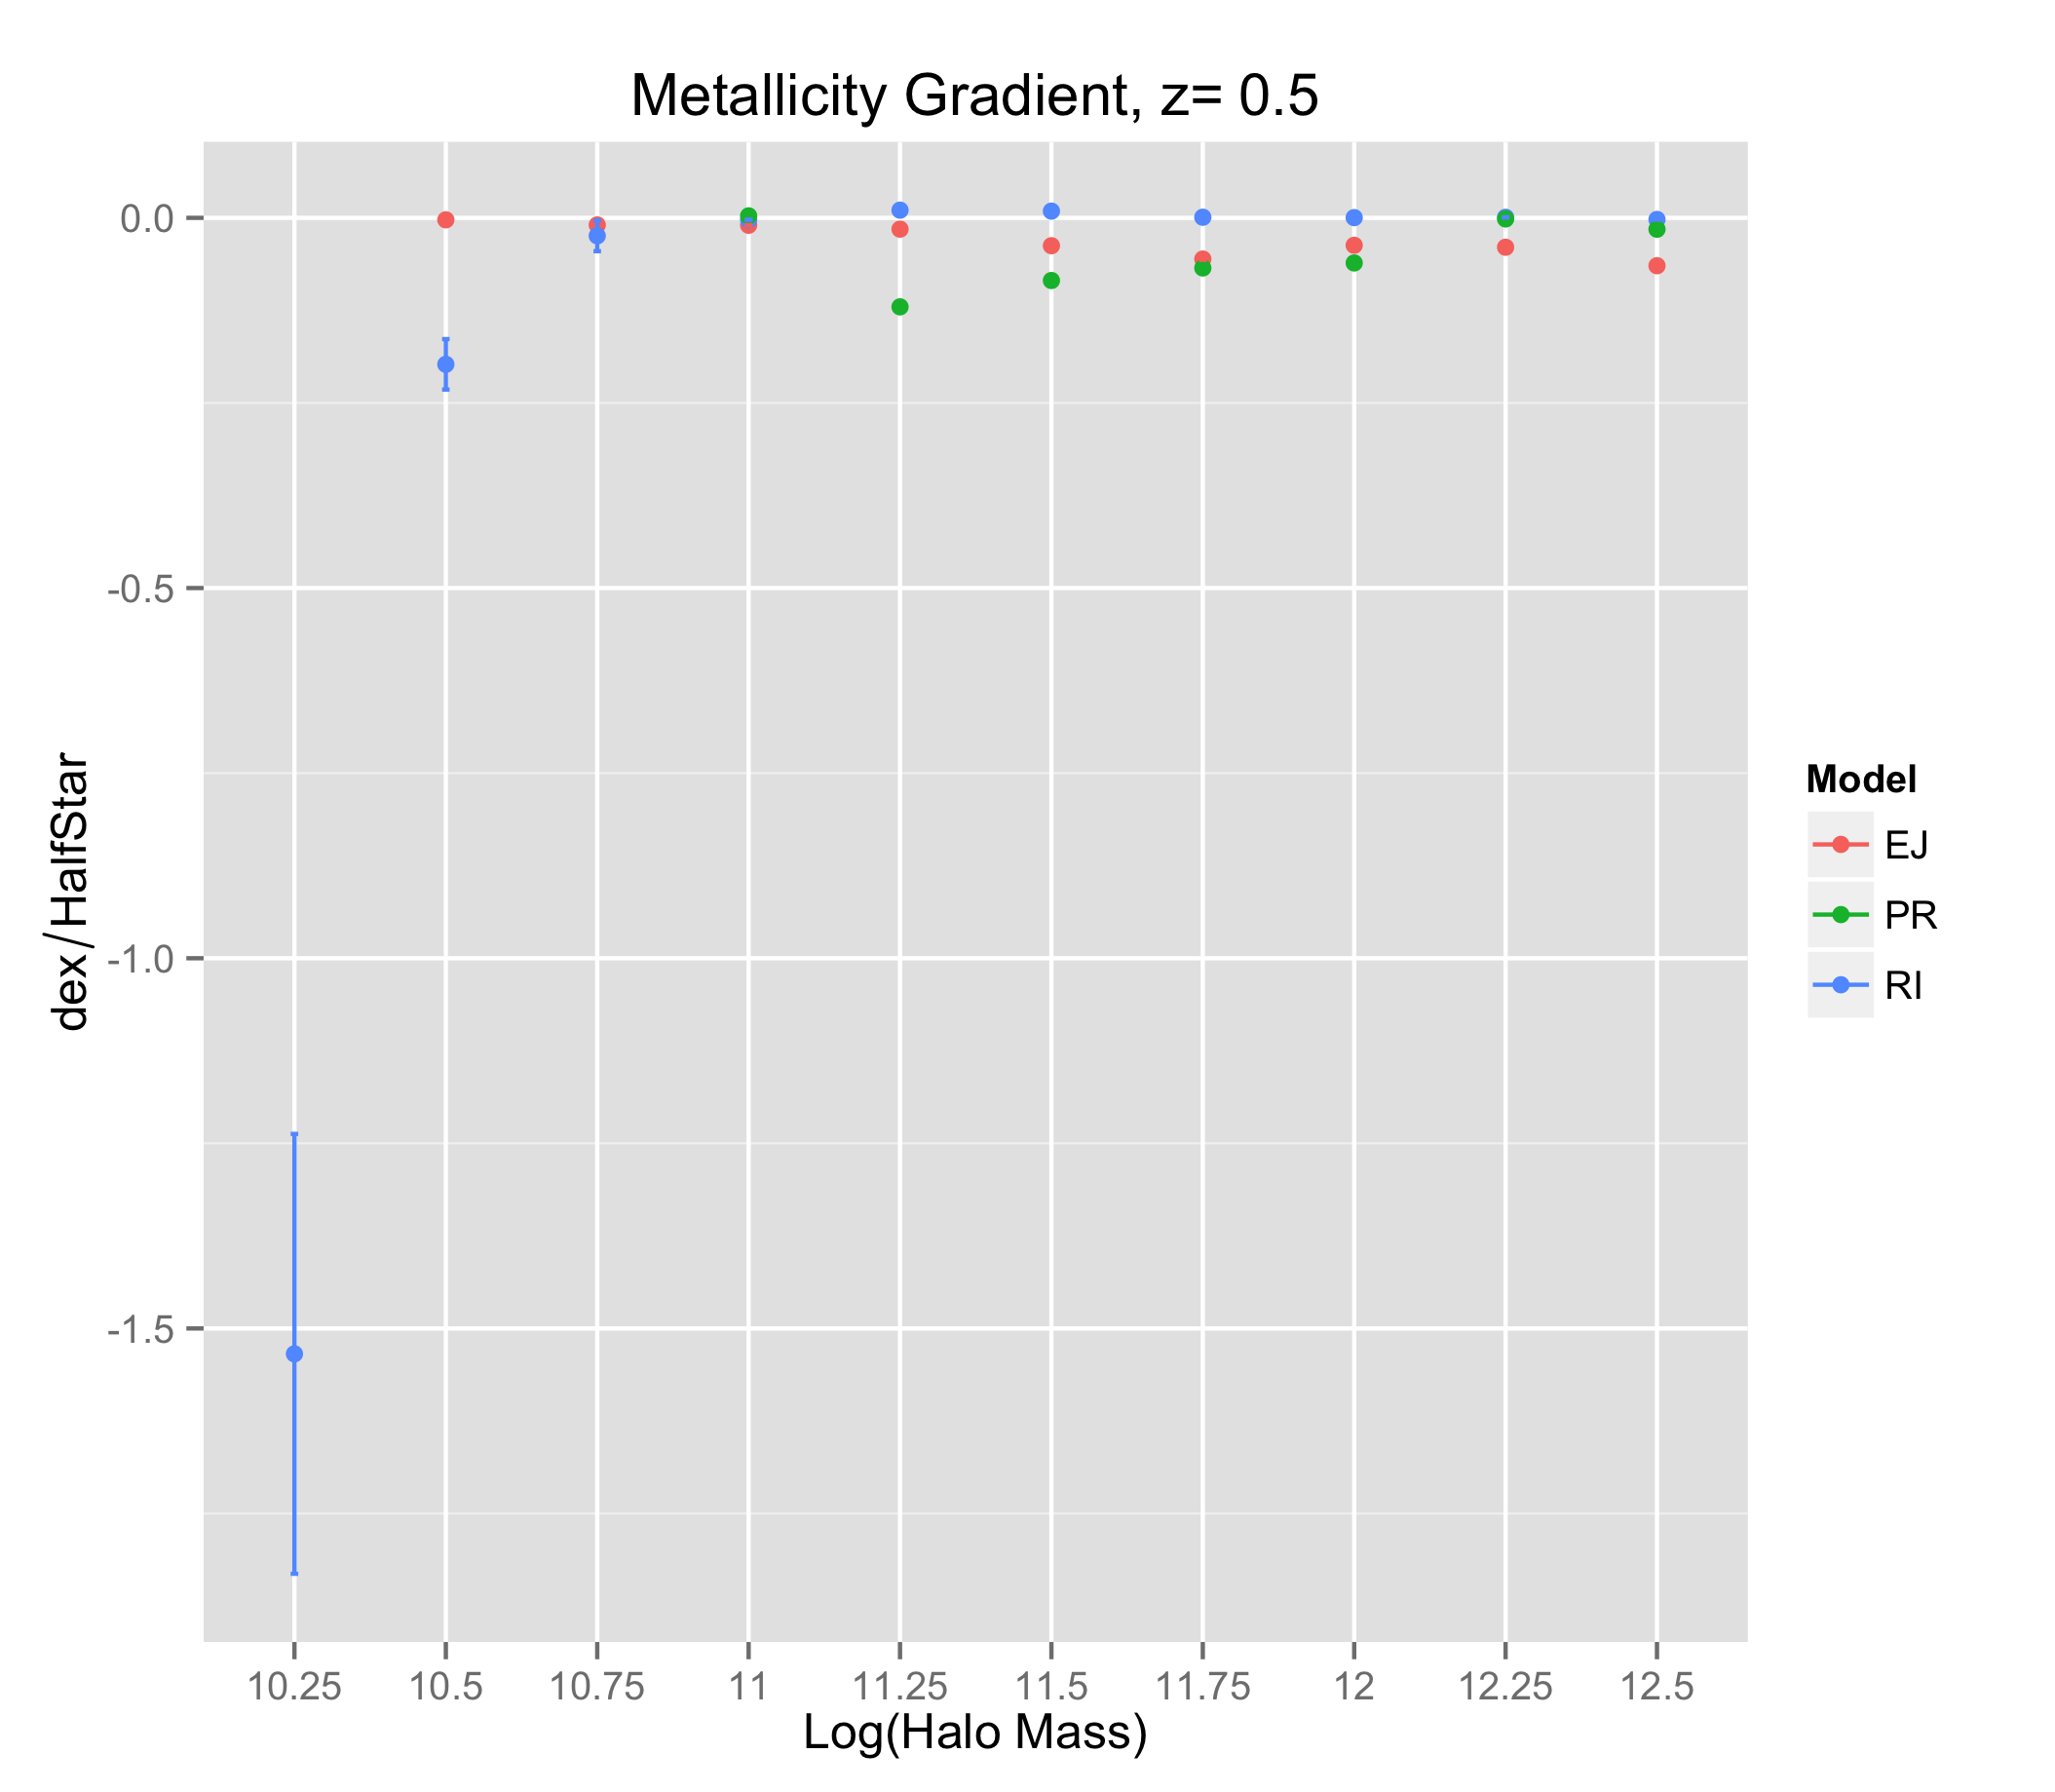 Metallicity Gradient, z= 0.5
0.0
-0.5
-1.0
-1.5
dex / HalfStar
10.25 10.5 10.75 11 11.25 11.5 11.75 12 12.25 12.5
Log(Halo Mass)
Model
EJ
PR
RI